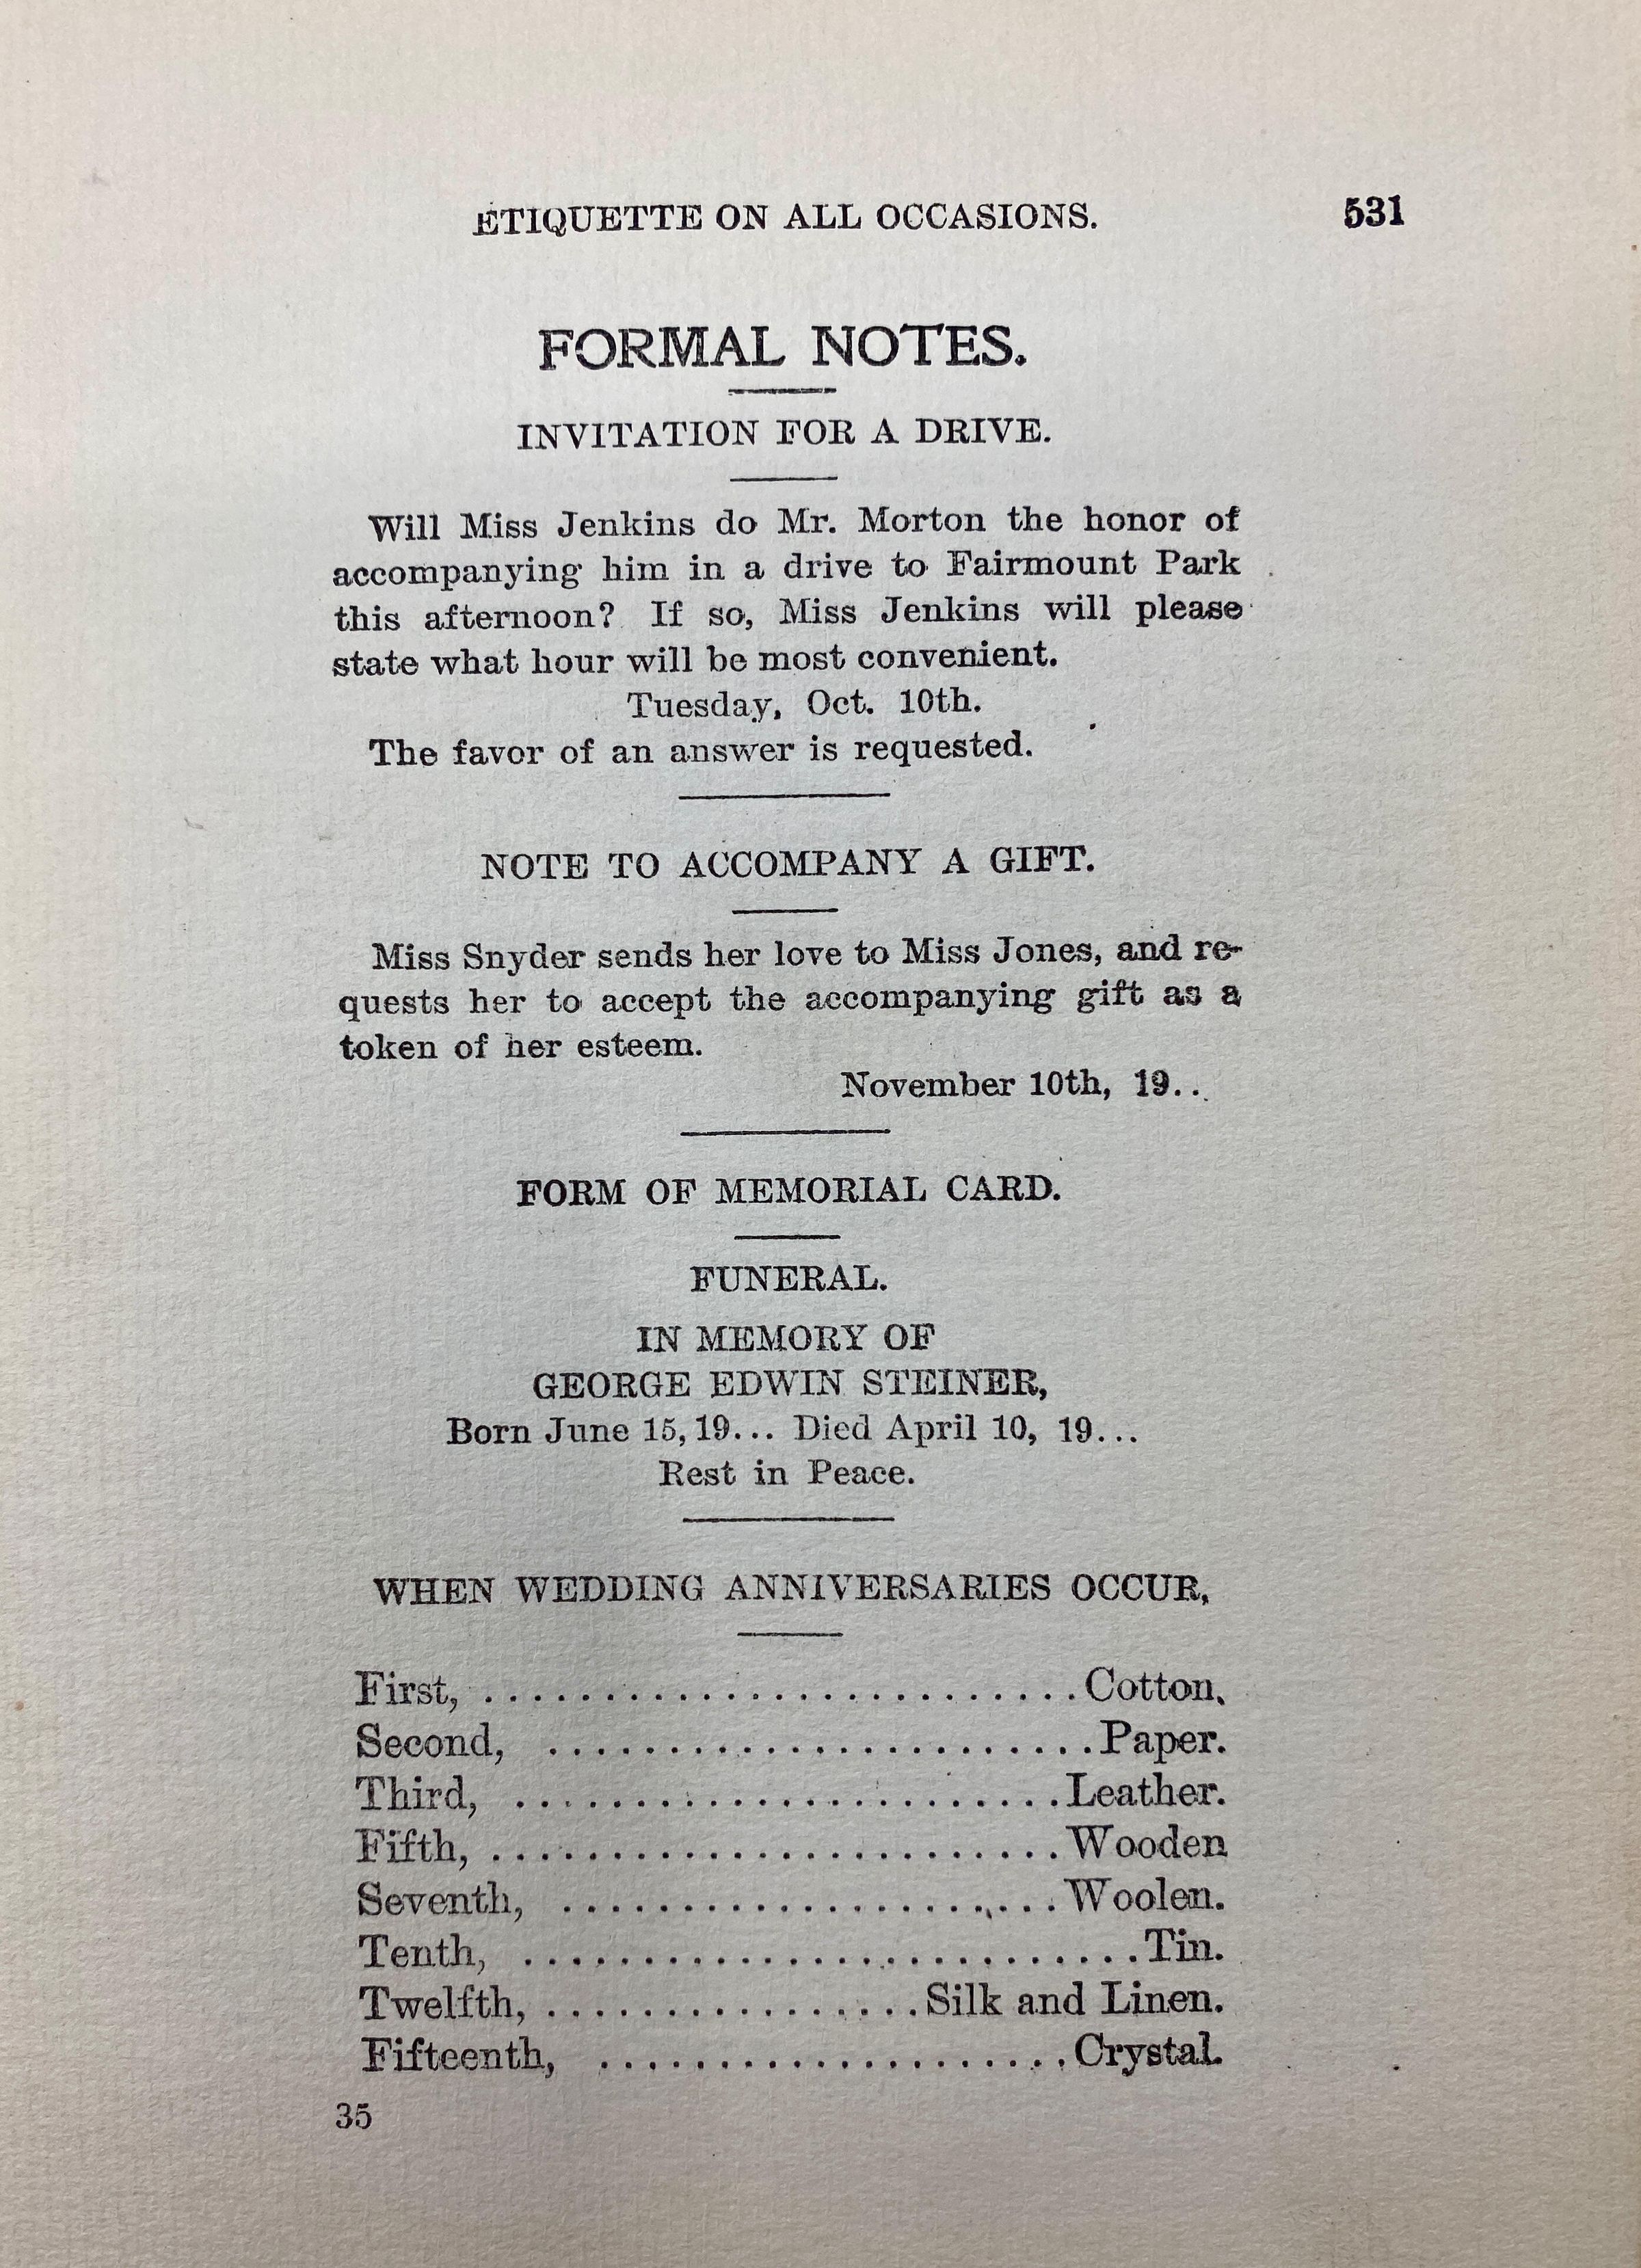 ETIQUETTE ON ALL OCCASIONS. 531
FORMAL NOTES.
INVITATION FOR A DRIVE.
Will Miss Jenkins do Mr. Morton the honor of
accompanying him in a drive to Fairmount Park
this afternoon? If so, Miss Jenkins will please
state what hour will be most convenient.
Tuesday, Oct. 10th.
The favor of an answer is requested.
NOTE TO ACCOMPANY A GIFT.
Miss Snyder sends her love to Miss Jones, and re-
quests her to accept the accompanying gift as a
token of her esteem.
November 10th, 19...
FORM OF MEMORIAL CARD.
FUNERAL.
IN MEMORY OF
GEORGE EDWIN STEINER,
Born June 15, 19... Died April 10, 19...
Rest in Peace.
WHEN WEDDING ANNIVERSARIES OCCUR,
First, ......................... Cotton.
Second, ....................... Paper.
Third, ....................... Leather.
Fifth, ........................ Wooden
Seventh, ..................... Woolen.
Tenth, .......................... Tin.
Twelfth, ................ Silk and Linen.
Fifteenth, .................... Crystal.
35